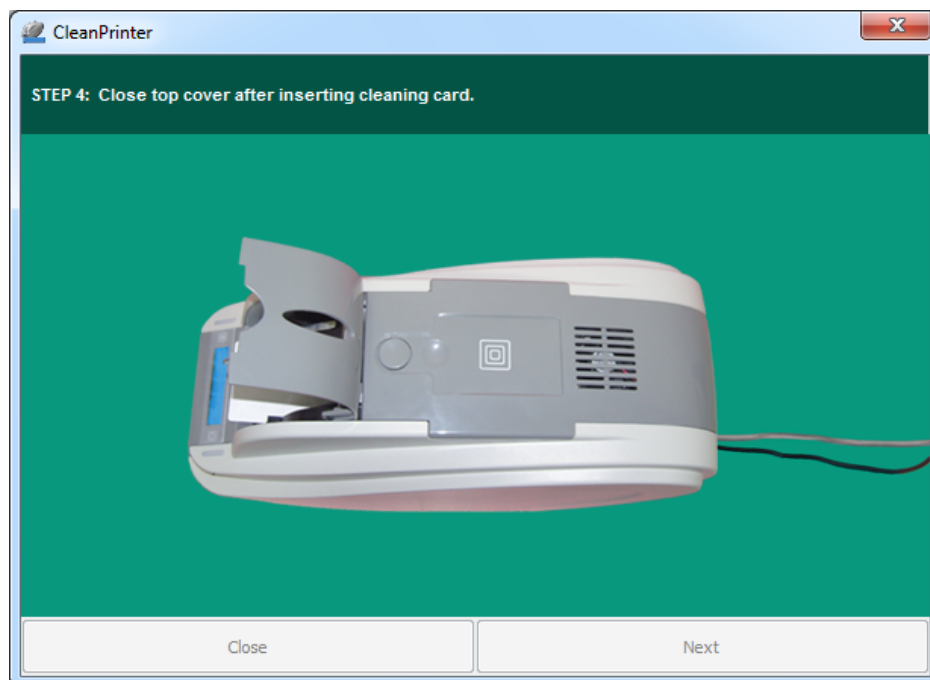 CleanPrinter
STEP 4: Close top cover after inserting cleaning card.
Close
Next